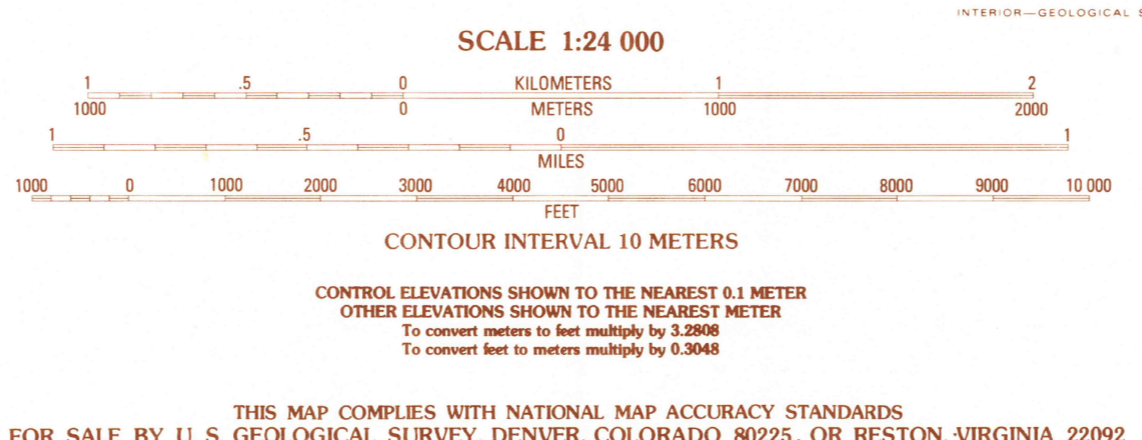 INTERIOR—GEOLOGICAL
SCALE 1:24 000
1 .5 0 KILOMETERS 1 2
1000 0 METERS 1000 2000
1 .5 0 1
MILES
1000 0 1000 2000 3000 4000 5000 6000 7000 8000 9000 10 000
FEET
CONTOUR INTERVAL 10 METERS
CONTROL ELEVATIONS SHOWN TO THE NEAREST 0.1 METER
OTHER ELEVATIONS SHOWN TO THE NEAREST METER
To convert meters to feet multiply by 3.2808
To convert feet to meters multiply by 0.3048
THIS MAP COMPLIES WITH NATIONAL MAP ACCURACY STANDARDS
FOR SALE BY U. S. GEOLOGICAL SURVEY, DENVER, COLORADO 80225, OR RESTON, VIRGINIA 22092